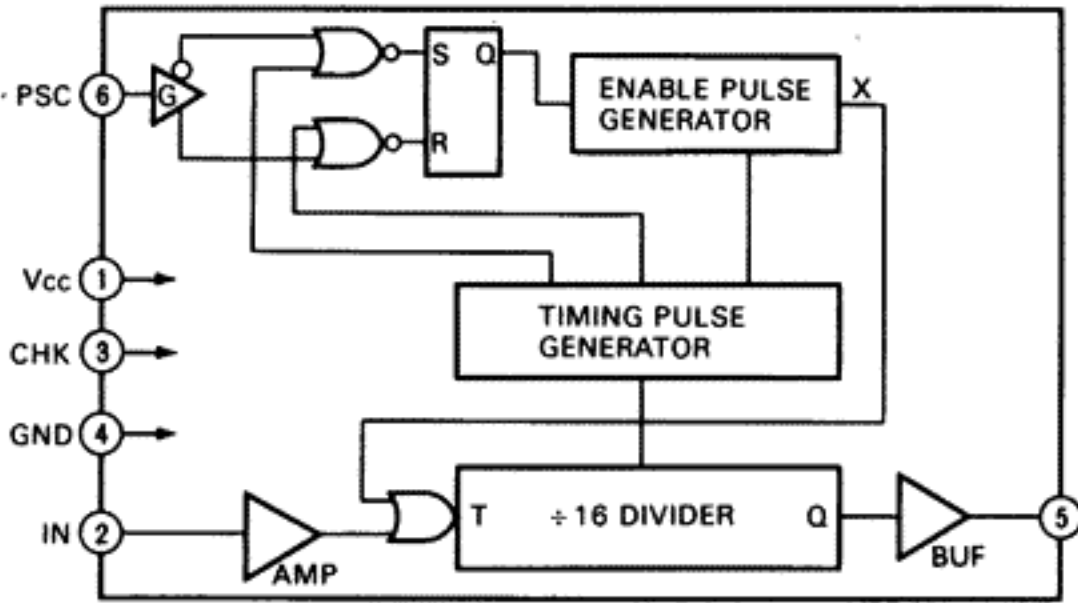 PSC 6 G
S Q
R
ENABLE PULSE
GENERATOR
X
Vcc 1
CHK 3
GND 4
IN 2
TIMING PULSE
GENERATOR
T ÷16 DIVIDER Q
AMP
BUF
5